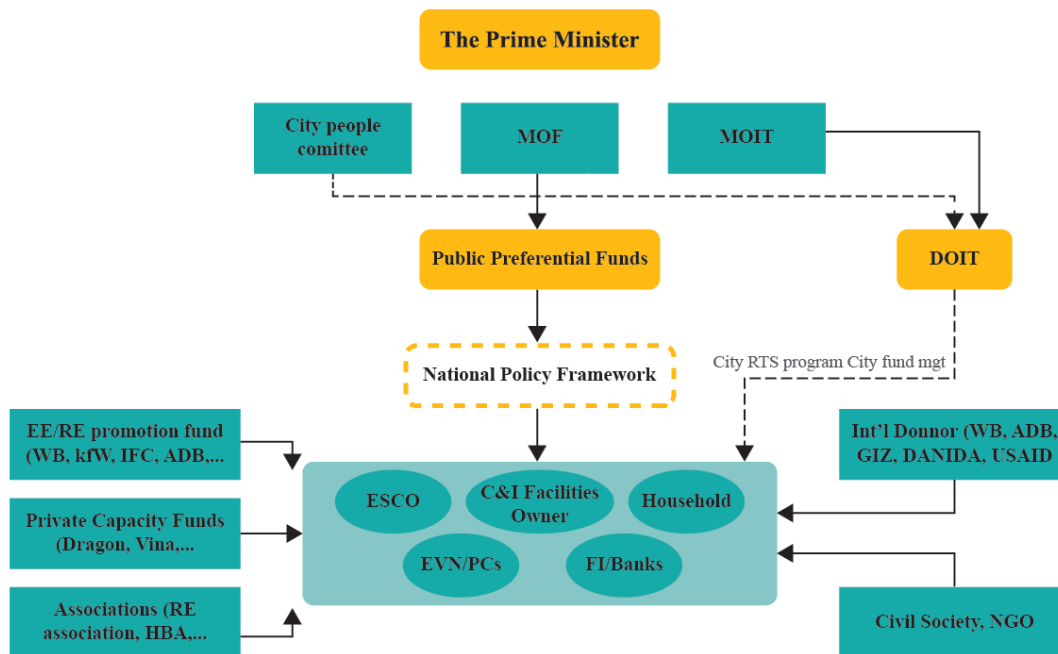 The Prime Minister
City people
comittee
MOF
MOIT
Public Preferential Funds
DOIT
National Policy Framework
City RTS program City fund mgt
EE/RE promotion fund
(WB, kfW, IFC, ADB,...
Private Capacity Funds
(Dragon, Vina,...
Associations (RE
association, HBA,...
ESCO
C&I Facilities
Owner
Household
EVN/PCs
FI/Banks
Int'l Donnor (WB, ADB,
GIZ, DANIDA, USAID
Civil Society, NGO